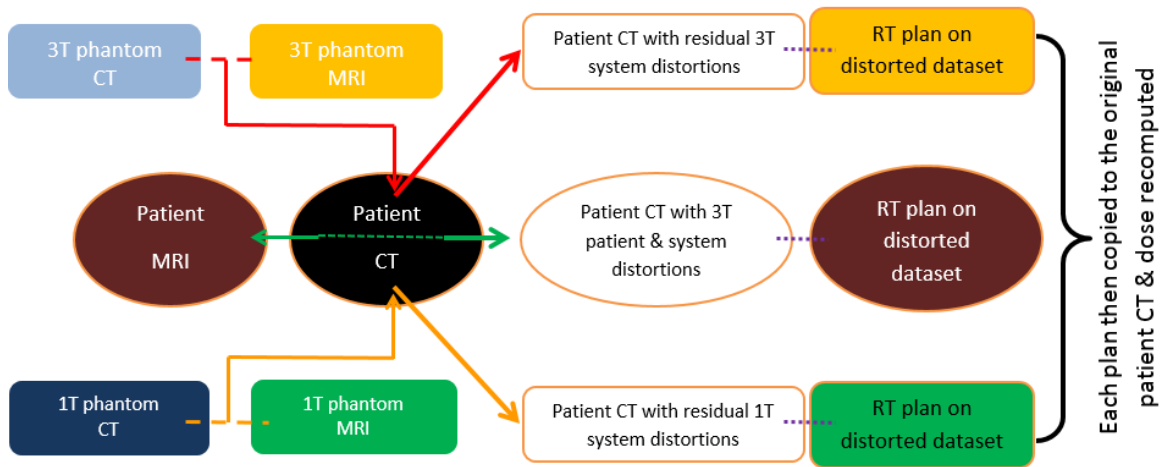 3T phantom
CT
3T phantom
MRI
Patient CT with residual 3T
system distortions
RT plan on
distorted dataset
Patient
MRI
Patient
CT
Patient CT with 3T
patient & system
distortions
RT plan on
distorted
dataset
1T phantom
CT
1T phantom
MRI
Patient CT with residual 1T
system distortions
RT plan on
distorted dataset
Each plan then copied to the original
patient CT & dose recomputed